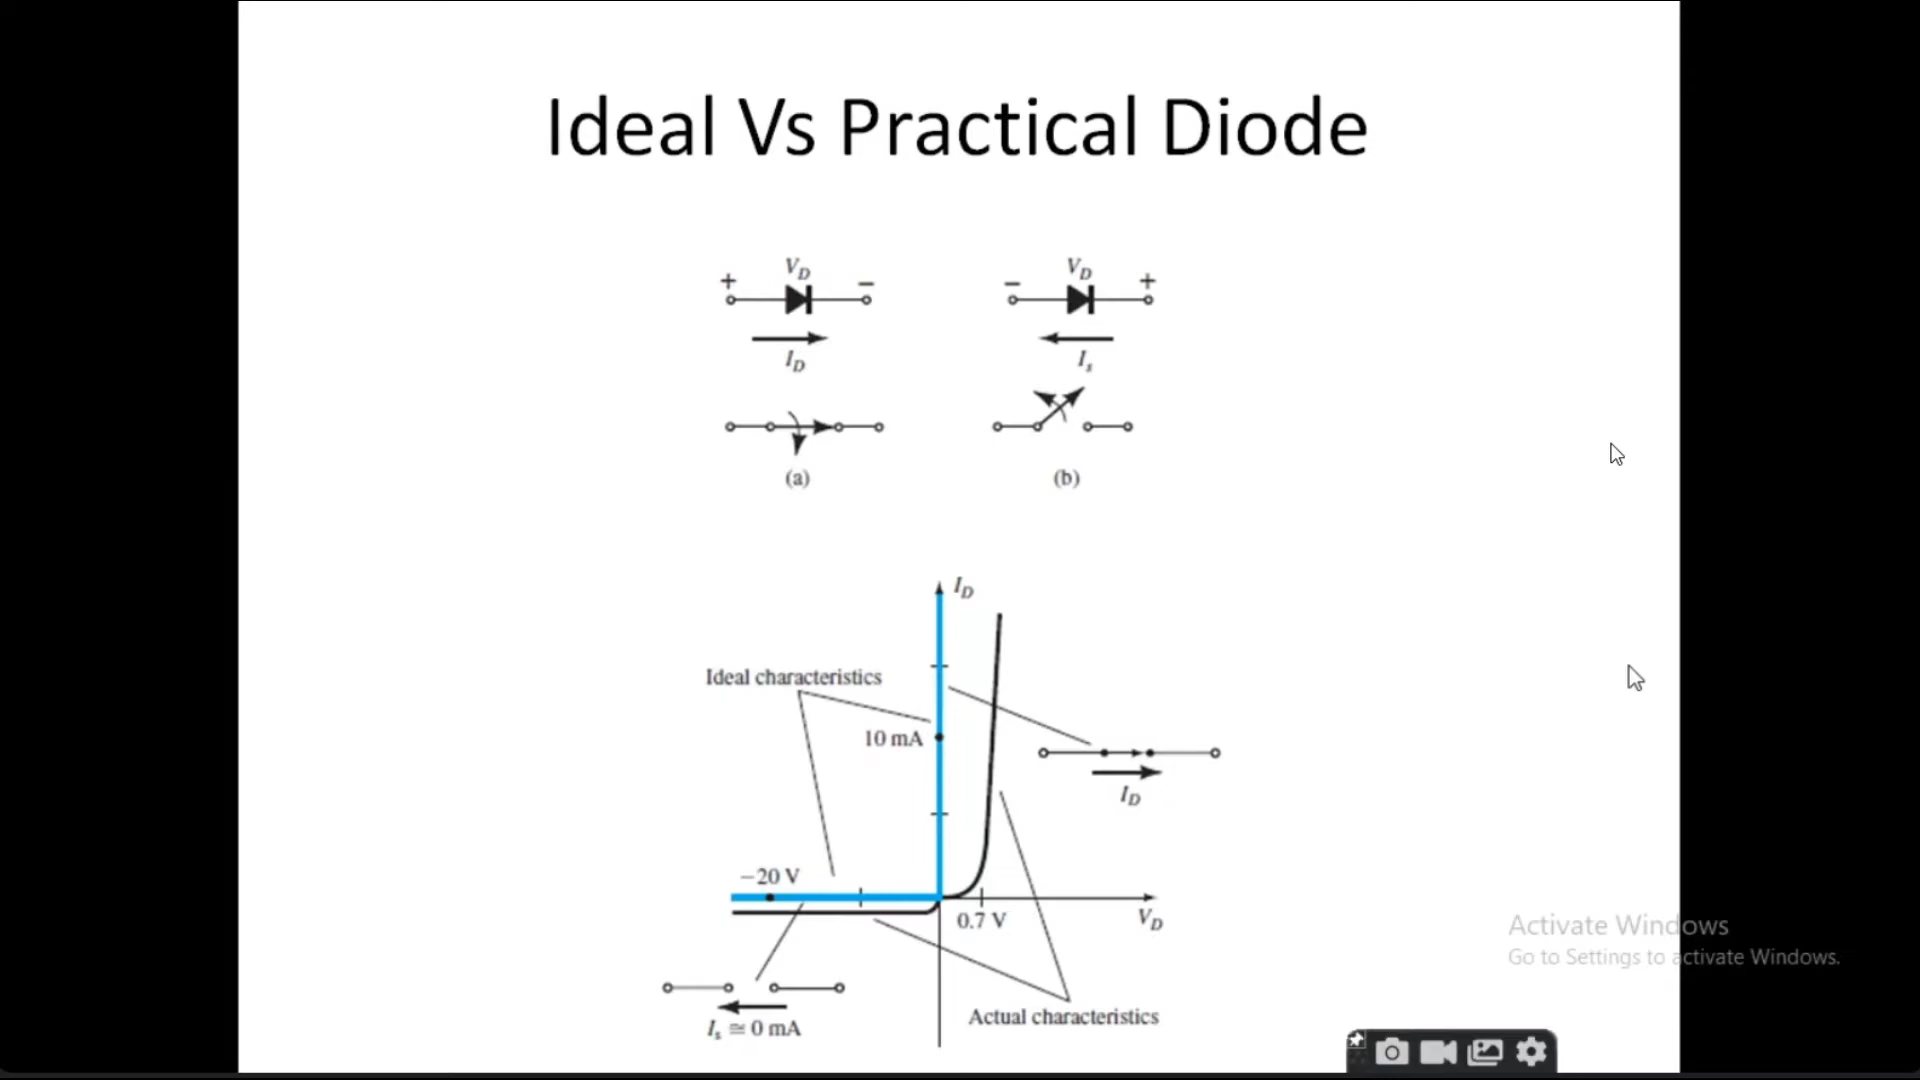 Ideal Vs Practical Diode
+ V_D −
I_D
(a)
− V_D +
I_s
(b)
I_D
Ideal characteristics
10 mA
I_D
−20 V
0.7 V
V_D
I_s ≅ 0 mA
Actual characteristics
Activate Windows
Go to Settings to activate Windows.